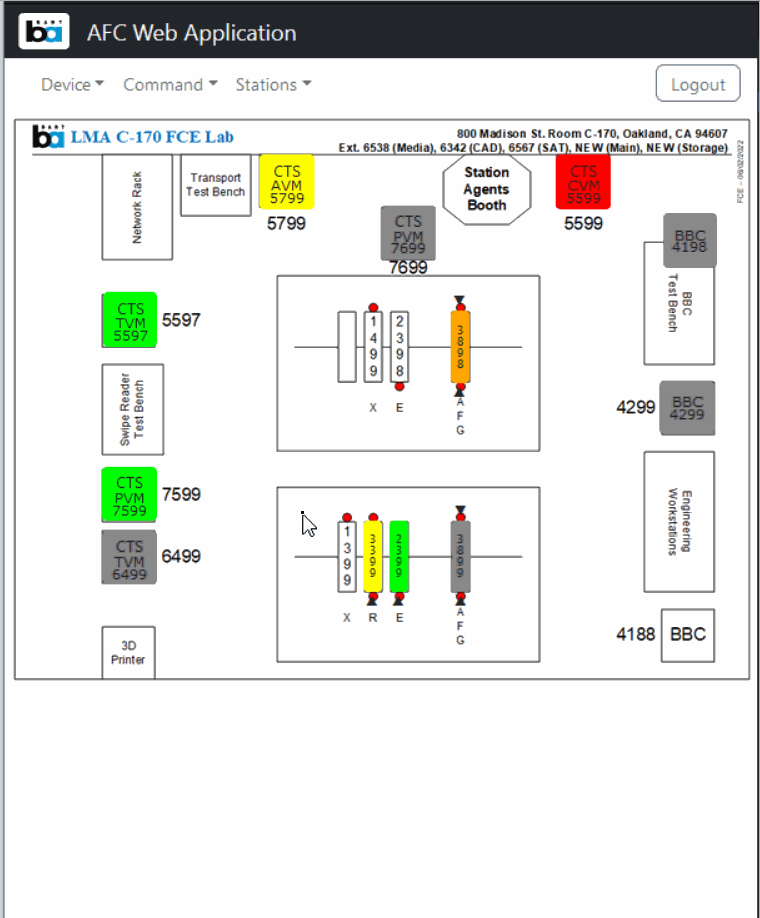 BART
ba AFC Web Application
Device Command Stations Logout
BART
ba LMA C-170 FCE Lab
800 Madison St. Room C-170, Oakland, CA 94607
Ext. 6538 (Media), 6342 (CAD), 6567 (SAT), NEW (Main), NEW (Storage)
FCE – 06/02/2022
Network Rack
Transport
Test Bench
CTS
AVM
5799
5799
Station
Agents
Booth
CTS
CVM
5599
5599
CTS
PVM
7699
7699
BBC
4198
BBC
Test Bench
CTS
TVM
5597
5597
1499
2398
3898
X E
AFG
Swipe Reader
Test Bench
4299
BBC
4299
CTS
PVM
7599
7599
Engineering
Workstations
CTS
TVM
6499
6499
1399
3399
2399
3899
X R E
AFG
3D
Printer
4188 BBC